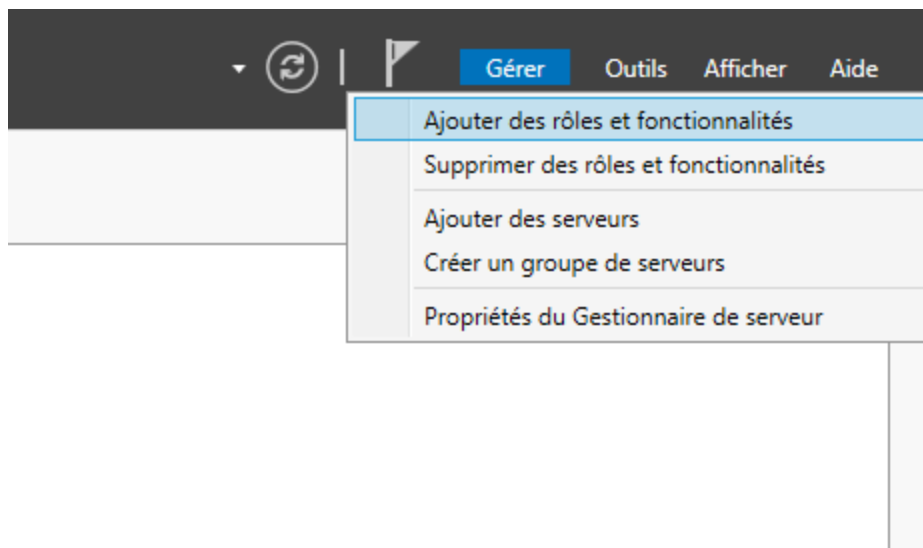 Gérer Outils Afficher Aide
Ajouter des rôles et fonctionnalités
Supprimer des rôles et fonctionnalités
Ajouter des serveurs
Créer un groupe de serveurs
Propriétés du Gestionnaire de serveur